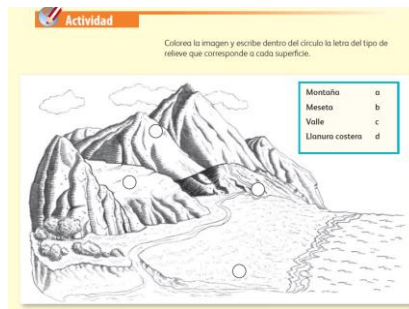 Actividad
Colorea la imagen y escribe dentro del círculo la letra del tipo de
relieve que corresponde a cada superficie.
Montaña a
Meseta b
Valle c
Llanura costera d